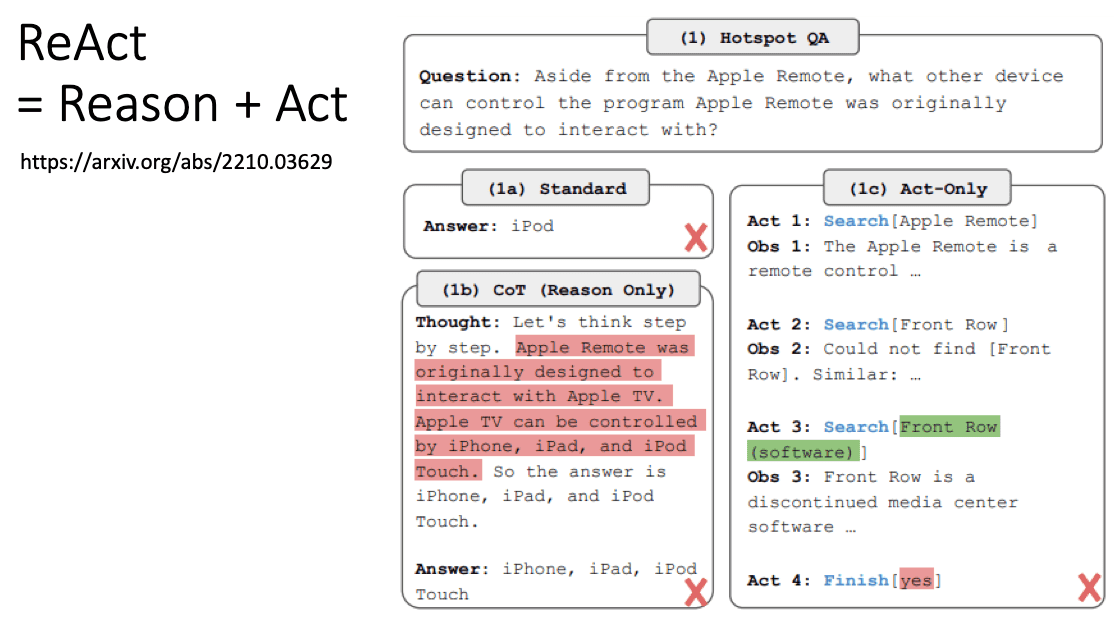 ReAct
= Reason + Act
https://arxiv.org/abs/2210.03629
(1) Hotspot QA
Question: Aside from the Apple Remote, what other device
can control the program Apple Remote was originally
designed to interact with?
(1a) Standard
Answer: iPod
(1b) CoT (Reason Only)
Thought: Let's think step
by step. Apple Remote was
originally designed to
interact with Apple TV.
Apple TV can be controlled
by iPhone, iPad, and iPod
Touch. So the answer is
iPhone, iPad, and iPod
Touch.
Answer: iPhone, iPad, iPod
Touch
(1c) Act-Only
Act 1: Search[Apple Remote]
Obs 1: The Apple Remote is a
remote control …
Act 2: Search[Front Row]
Obs 2: Could not find [Front
Row]. Similar: …
Act 3: Search[Front Row
(software)]
Obs 3: Front Row is a
discontinued media center
software …
Act 4: Finish[yes]